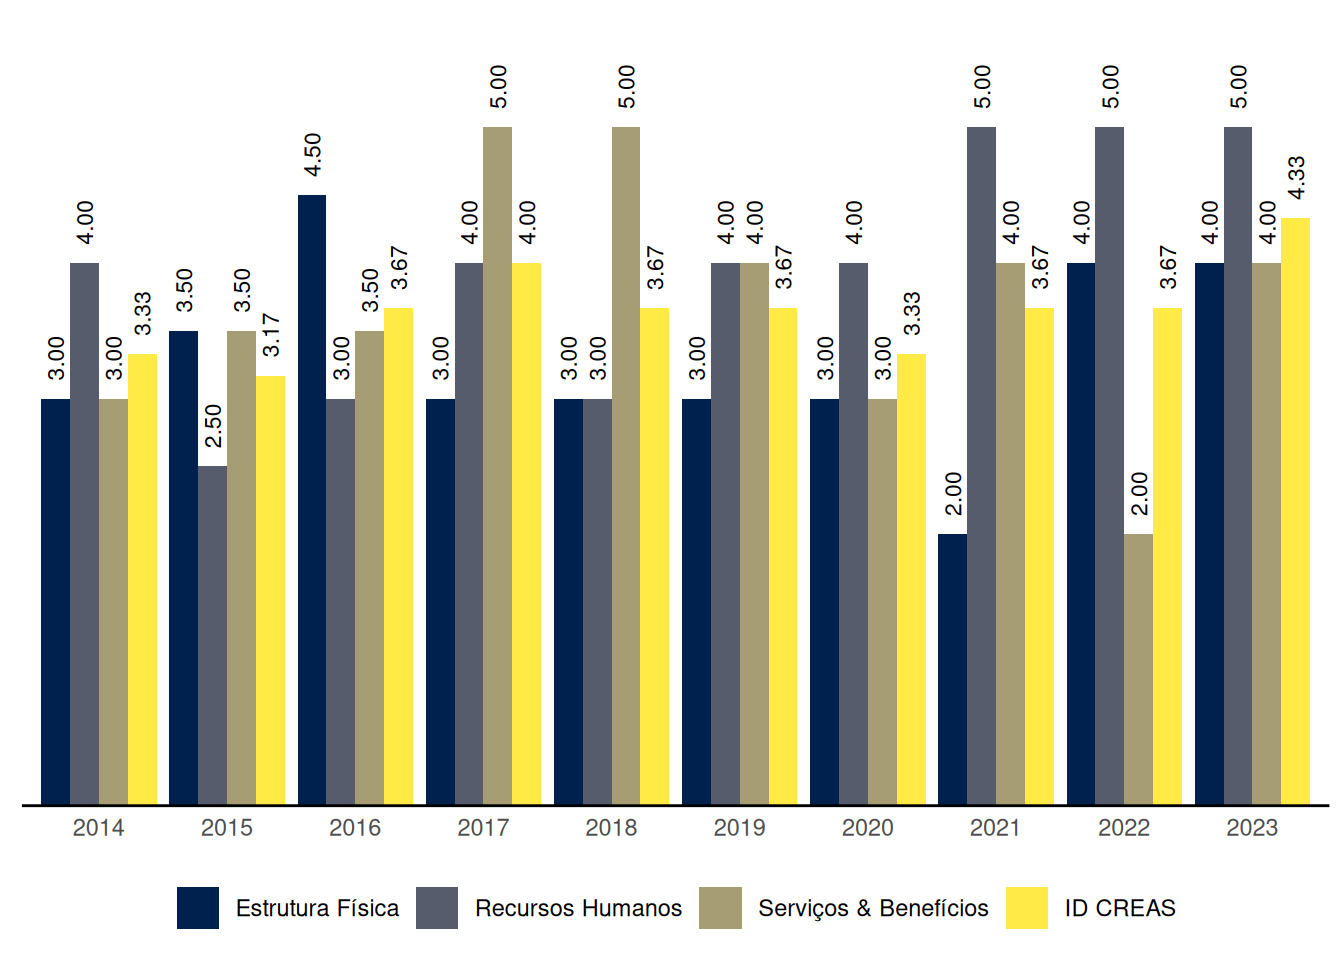 3.00 4.00 3.00 3.33 3.50 2.50 3.50 3.17 4.50 3.00 3.50 3.67 3.00 4.00 5.00 4.00 3.00 3.00 5.00 3.67 3.00 4.00 4.00 3.67 3.00 4.00 3.00 3.33 2.00 5.00 4.00 3.67 4.00 5.00 2.00 3.67 4.00 5.00 4.00 4.33
2014 2015 2016 2017 2018 2019 2020 2021 2022 2023
Estrutura Física Recursos Humanos Serviços & Benefícios ID CREAS